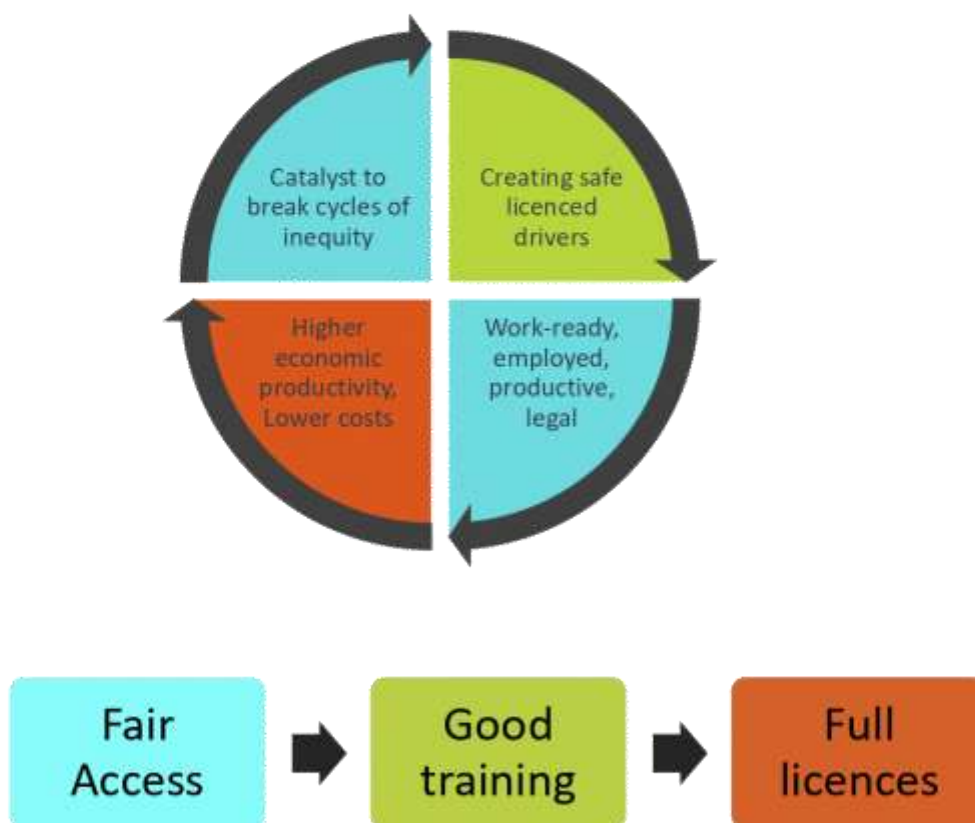 Catalyst to
break cycles of
inequity
Creating safe
licenced
drivers
Higher
economic
productivity,
Lower costs
Work-ready,
employed,
productive,
legal
Fair
Access
Good
training
Full
licences